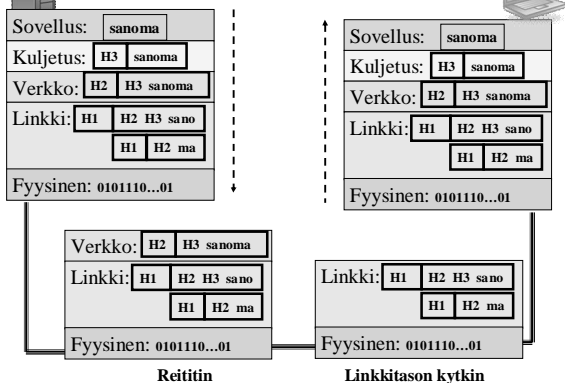 Sovellus: sanoma
Kuljetus: H3 sanoma
Verkko: H2 H3 sanoma
Linkki: H1 H2 H3 sano
H1 H2 ma
Fyysinen: 0101110...01
Sovellus: sanoma
Kuljetus: H3 sanoma
Verkko: H2 H3 sanoma
Linkki: H1 H2 H3 sano
H1 H2 ma
Fyysinen: 0101110...01
Verkko: H2 H3 sanoma
Linkki: H1 H2 H3 sano
H1 H2 ma
Fyysinen: 0101110...01
Reititin
Linkki: H1 H2 H3 sano
H1 H2 ma
Fyysinen: 0101110...01
Linkkitason kytkin